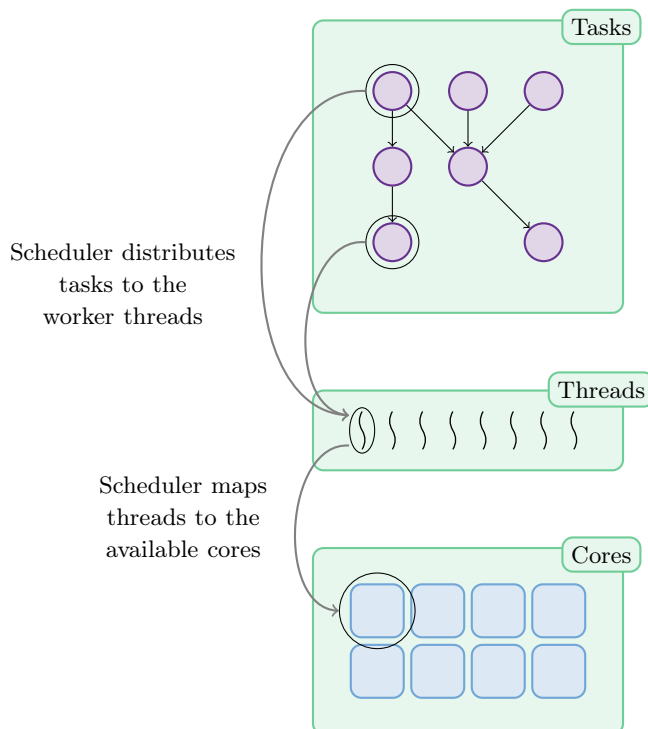 Tasks
Scheduler distributes
tasks to the
worker threads
Threads
Scheduler maps
threads to the
available cores
Cores